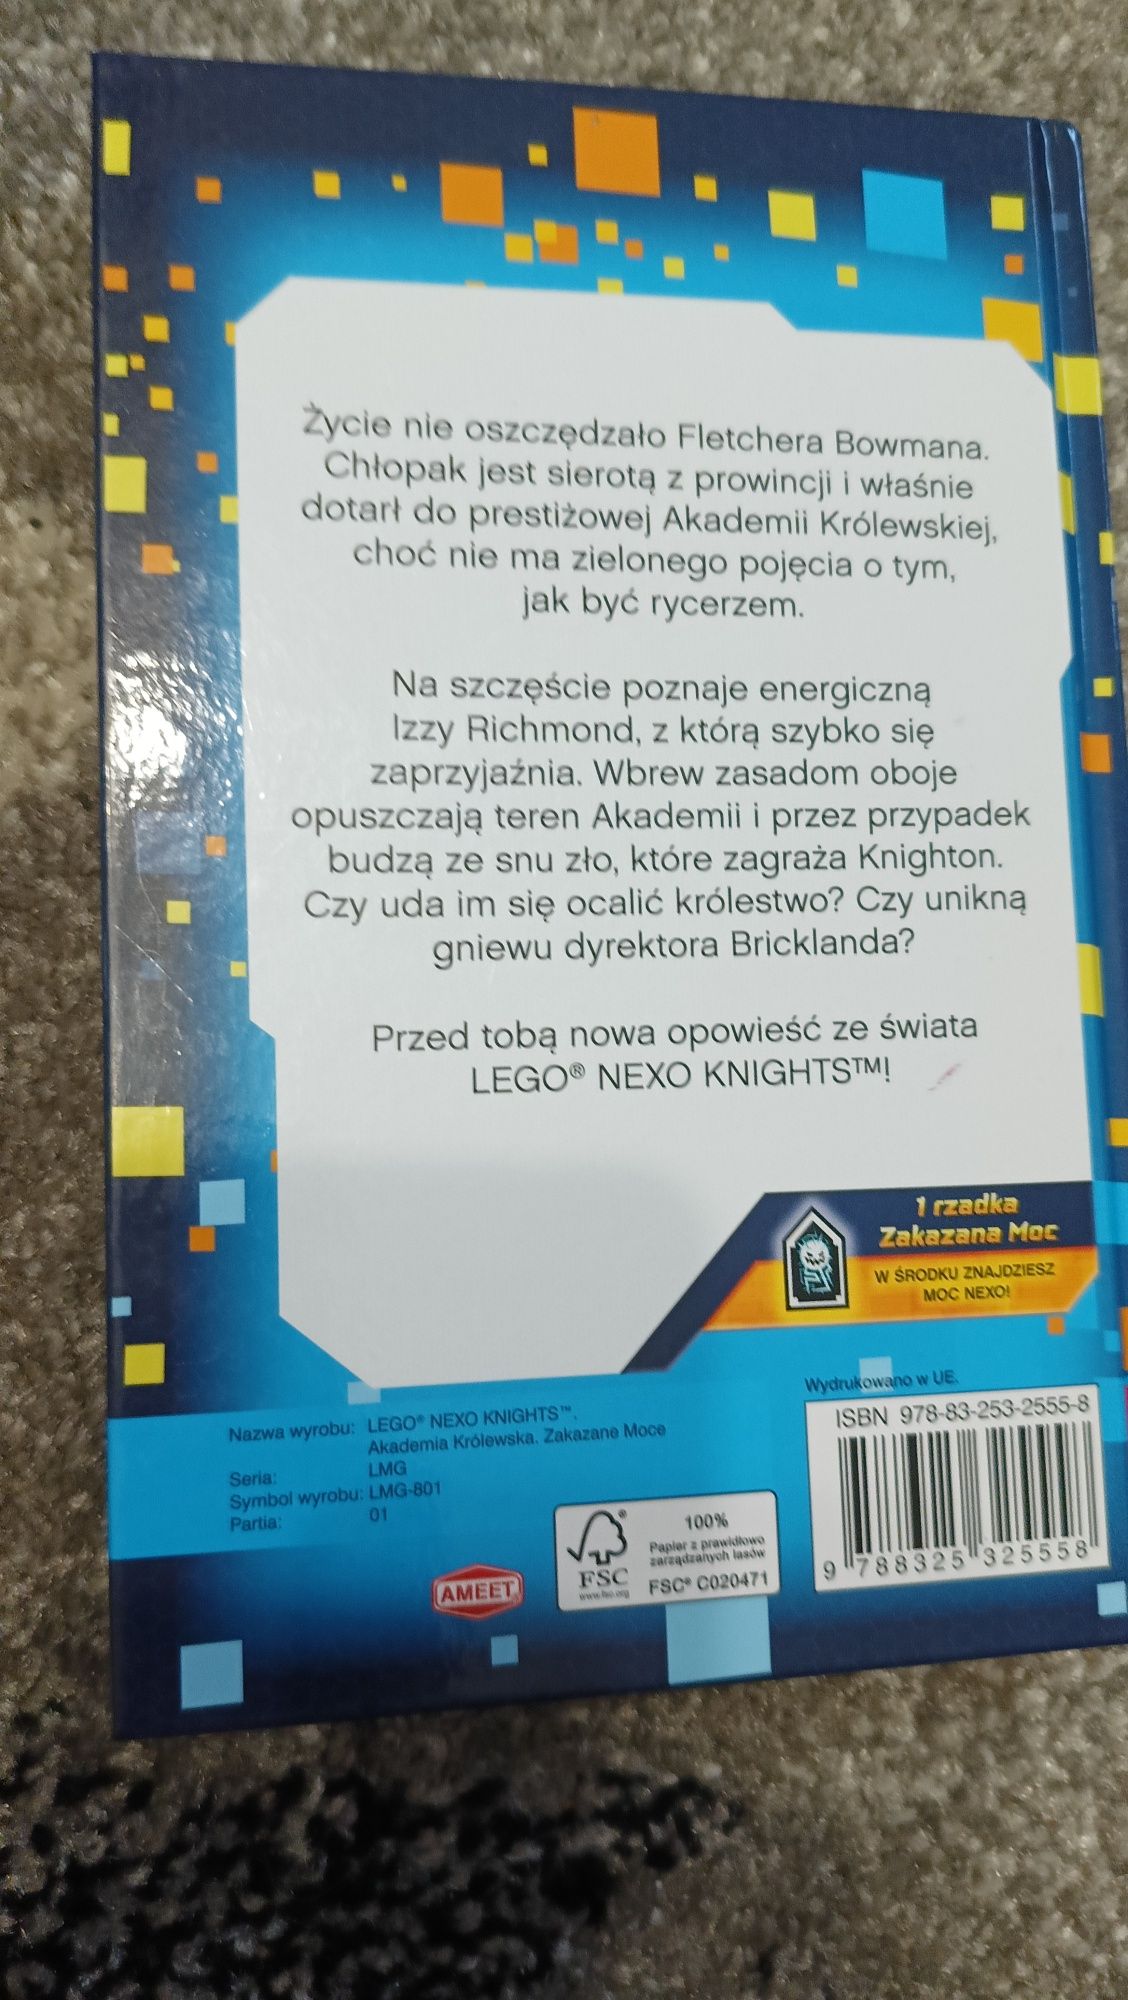 Życie nie oszczędzało Fletchera Bowmana.
Chłopak jest sierotą z prowincji i właśnie
dotarł do prestiżowej Akademii Królewskiej,
choć nie ma zielonego pojęcia o tym,
jak być rycerzem.
Na szczęście poznaje energiczną
Izzy Richmond, z którą szybko się
zaprzyjaźnia. Wbrew zasadom oboje
opuszczają teren Akademii i przez przypadek
budzą ze snu zło, które zagraża Knighton.
Czy uda im się ocalić królestwo? Czy unikną
gniewu dyrektora Bricklanda?
Przed tobą nowa opowieść ze świata
LEGO® NEXO KNIGHTS™!
1 rzadka
Zakazana Moc
W ŚRODKU ZNAJDZIESZ
MOC NEXO!
Wydrukowano w UE.
ISBN 978-83-253-2555-8
9 788325 325558
Nazwa wyrobu: LEGO® NEXO KNIGHTS™.
Akademia Królewska. Zakazane Moce
Seria: LMG
Symbol wyrobu: LMG-801
Partia: 01
AMEET
FSC
www.fsc.org
100%
Papier z prawidłowo
zarządzanych lasów
FSC® C020471